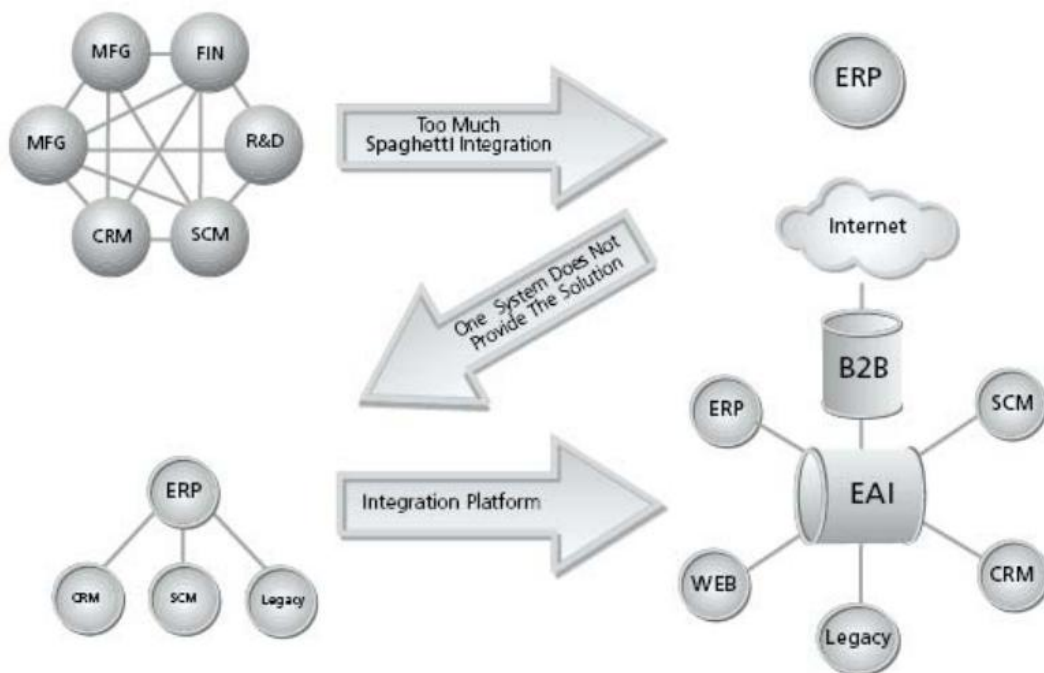 MFG
FIN
MFG
R&D
CRM
SCM
Too Much
Spaghetti Integration
ERP
Internet
One System Does Not
Provide The Solution
ERP
CRM
SCM
Legacy
Integration Platform
B2B
ERP
SCM
EAI
WEB
CRM
Legacy